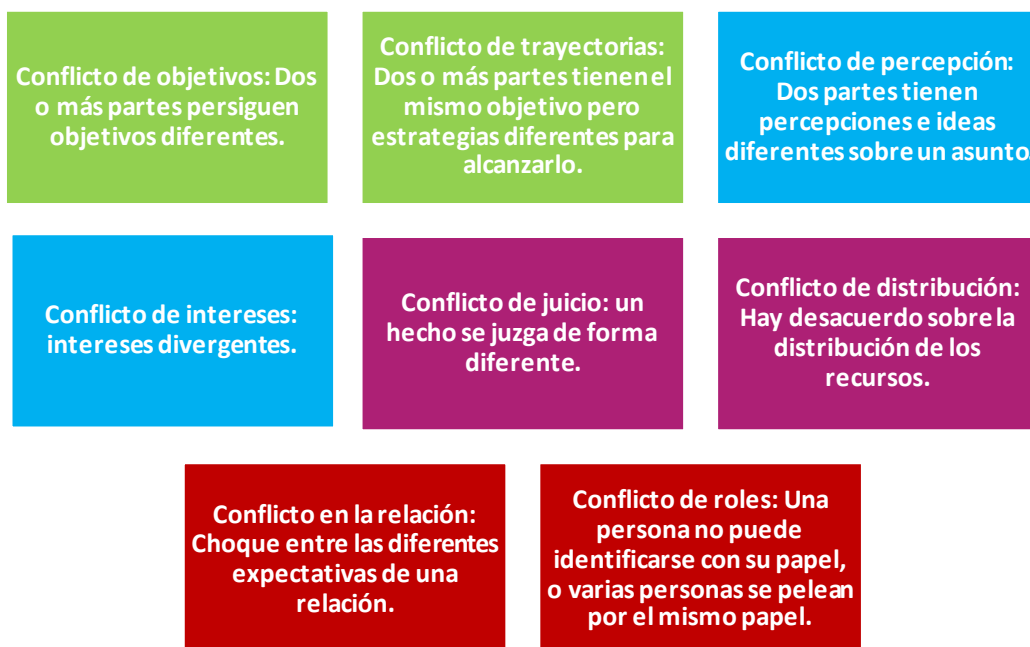 Conflicto de objetivos: Dos
o más partes persiguen
objetivos diferentes.
Conflicto de trayectorias:
Dos o más partes tienen el
mismo objetivo pero
estrategias diferentes para
alcanzarlo.
Conflicto de percepción:
Dos partes tienen
percepciones e ideas
diferentes sobre un asunto.
Conflicto de intereses:
intereses divergentes.
Conflicto de juicio: un
hecho se juzga de forma
diferente.
Conflicto de distribución:
Hay desacuerdo sobre la
distribución de los
recursos.
Conflicto en la relación:
Choque entre las diferentes
expectativas de una
relación.
Conflicto de roles: Una
persona no puede
identificarse con su papel,
o varias personas se pelean
por el mismo papel.